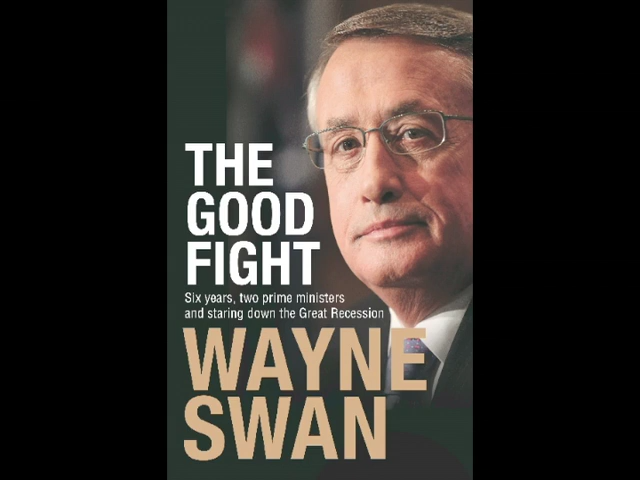 THE
GOOD
FIGHT
Six years, two prime ministers
and staring down the Great Recession
WAYNE
SWAN